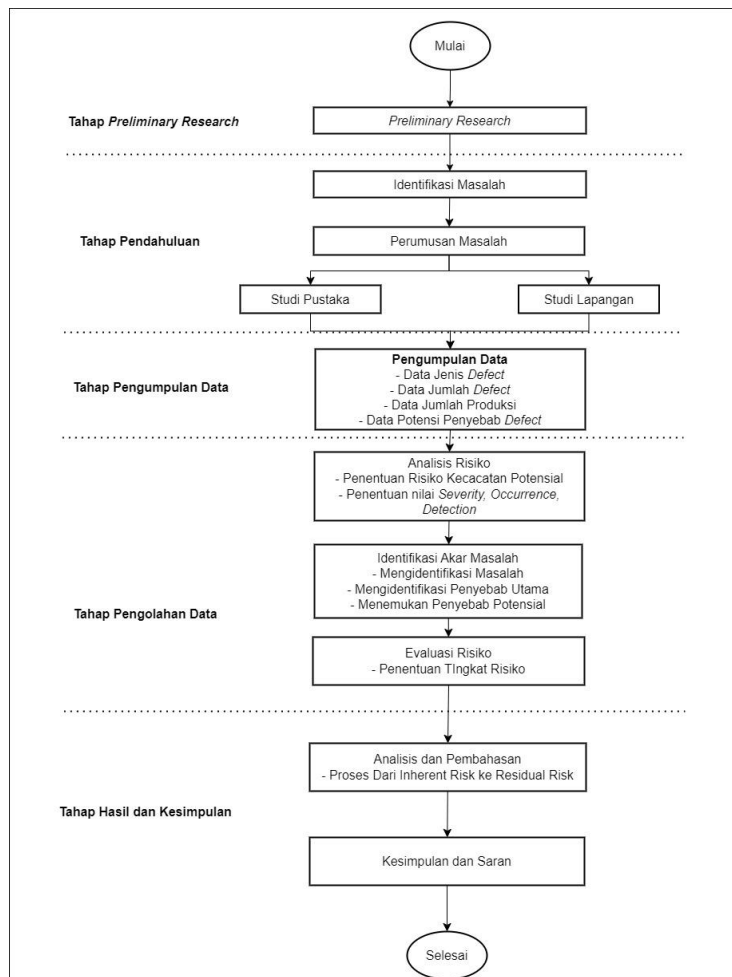 Mulai
Tahap Preliminary Research
Preliminary Research
Identifikasi Masalah
Tahap Pendahuluan
Perumusan Masalah
Studi Pustaka
Studi Lapangan
Tahap Pengumpulan Data
Pengumpulan Data
- Data Jenis Defect
- Data Jumlah Defect
- Data Jumlah Produksi
- Data Potensi Penyebab Defect
Analisis Risiko
- Penentuan Risiko Kecacatan Potensial
- Penentuan nilai Severity, Occurrence,
Detection
Tahap Pengolahan Data
Identifikasi Akar Masalah
- Mengidentifikasi Masalah
- Mengidentifikasi Penyebab Utama
- Menemukan Penyebab Potensial
Evaluasi Risiko
- Penentuan TIngkat Risiko
Tahap Hasil dan Kesimpulan
Analisis dan Pembahasan
- Proses Dari Inherent Risk ke Residual Risk
Kesimpulan dan Saran
Selesai